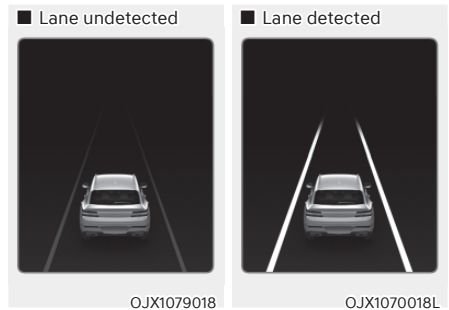 ■ Lane undetected
■ Lane detected
OJX1079018
OJX1070018L